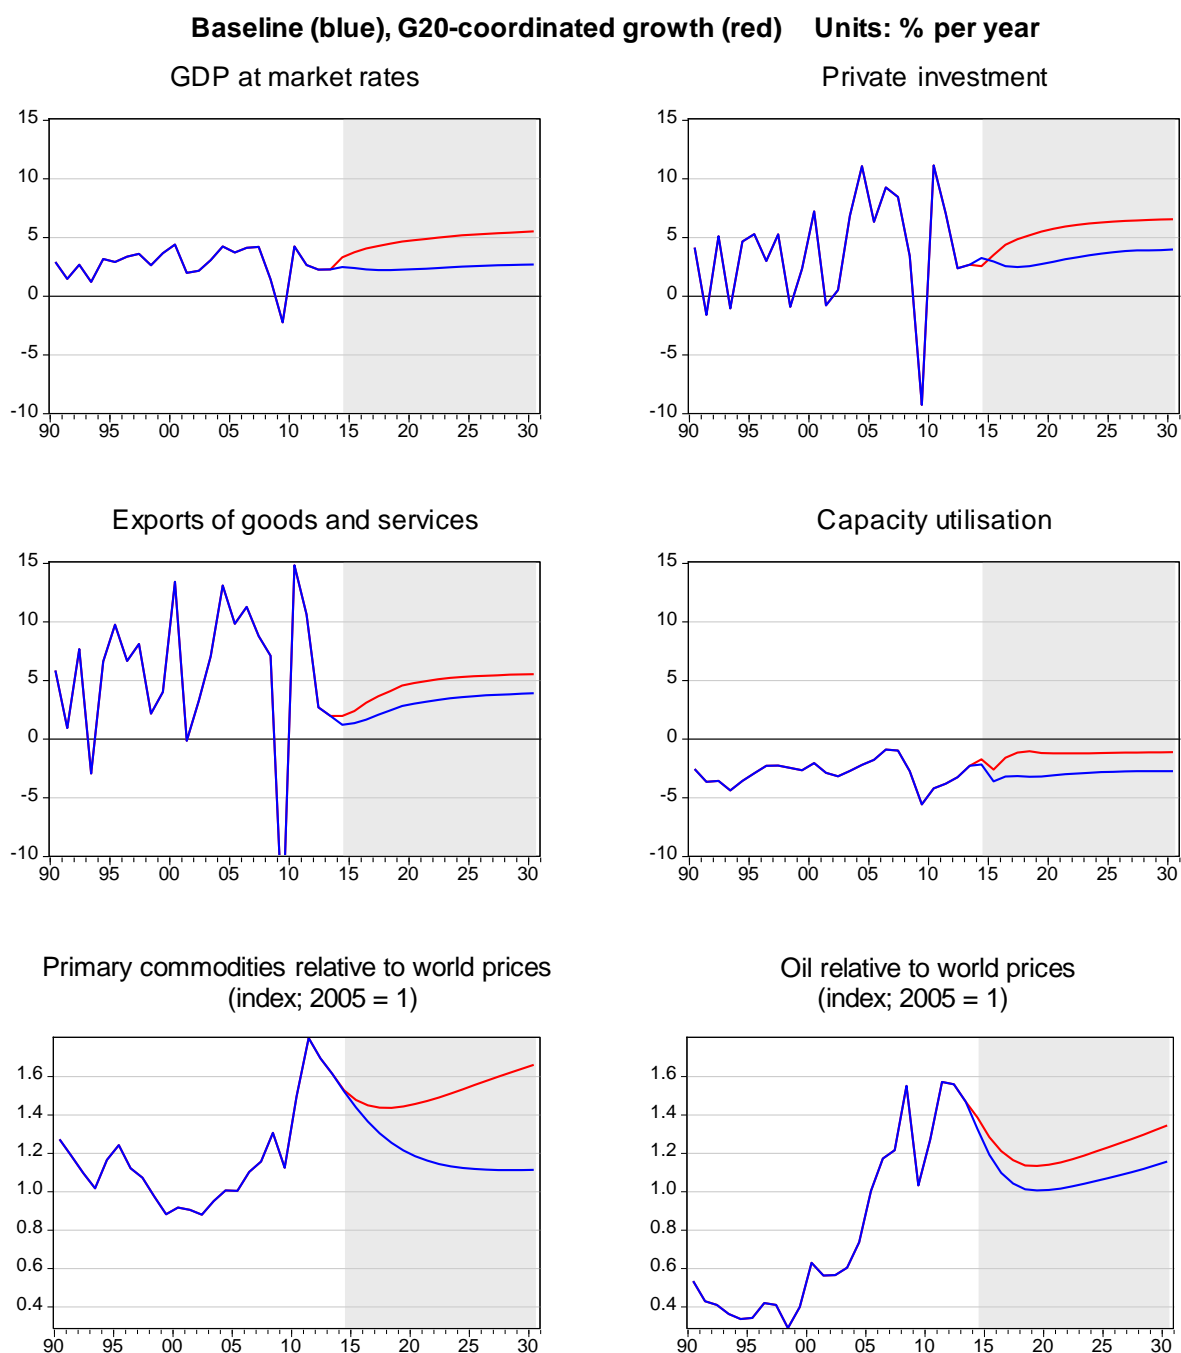 Baseline (blue), G20-coordinated growth (red) Units: % per year
GDP at market rates
15
10
5
0
-5
-10
90 95 00 05 10 15 20 25 30
Private investment
15
10
5
0
-5
-10
90 95 00 05 10 15 20 25 30
Exports of goods and services
15
10
5
0
-5
-10
90 95 00 05 10 15 20 25 30
Capacity utilisation
15
10
5
0
-5
-10
90 95 00 05 10 15 20 25 30
Primary commodities relative to world prices
(index; 2005 = 1)
1.6
1.4
1.2
1.0
0.8
0.6
0.4
90 95 00 05 10 15 20 25 30
Oil relative to world prices
(index; 2005 = 1)
1.6
1.4
1.2
1.0
0.8
0.6
0.4
90 95 00 05 10 15 20 25 30